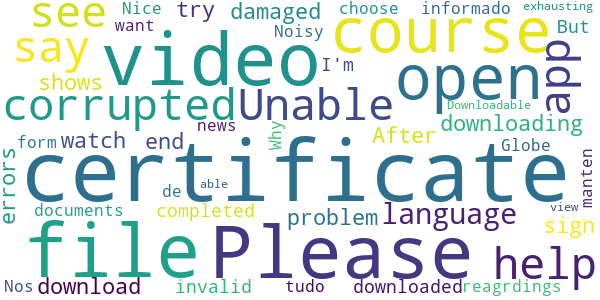 see Nice try damaged choose informado exhausting
say want Noisy course But
shows video I'm open app
corrupted Unable Downloadable downloading
errors form watch end news Why After Globe
certificate manten
documents de able completed problem language view sign
file Please help
Nos download invalid tudo downloaded reagrdings